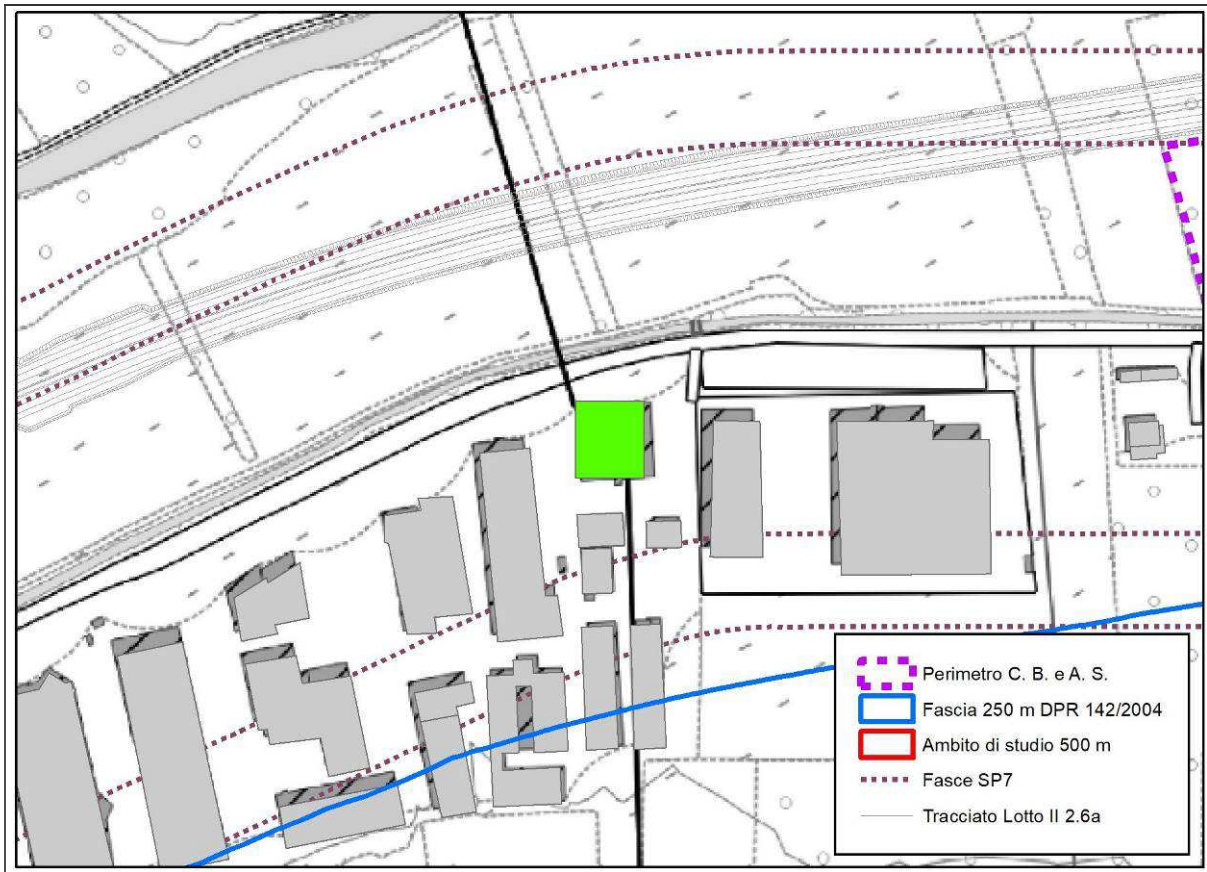 Perimetro C. B. e A. S.
Fascia 250 m DPR 142/2004
Ambito di studio 500 m
Fasce SP7
Tracciato Lotto II 2.6a